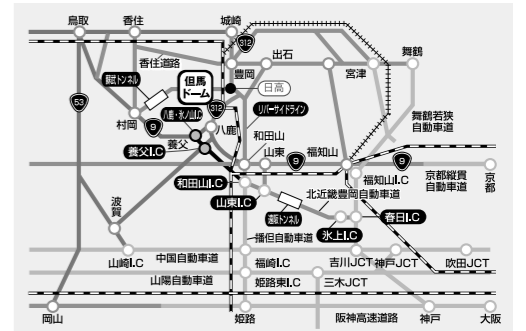 鳥取
香住
城崎
312
香住道路
出石
舞鶴
豊岡
宮津
蘇武トンネル
但馬
ドーム
日高
53
312
リバーサイドライン
舞鶴若狭
自動車道
村岡
9
八鹿・氷ノ山I.C
八鹿
和田山
養父
養父I.C
山東
9
福知山
9
和田山I.C
福知山I.C
京都縦貫
自動車道
京都
波賀
山東I.C
北近畿豊岡自動車道
遠阪トンネル
春日I.C
氷上I.C
播但自動車道
中国自動車道
山崎I.C
福崎I.C
吉川JCT
神戸JCT
吹田JCT
山陽自動車道
姫路東I.C
三木JCT
岡山
姫路
阪神高速道路
神戸
大阪